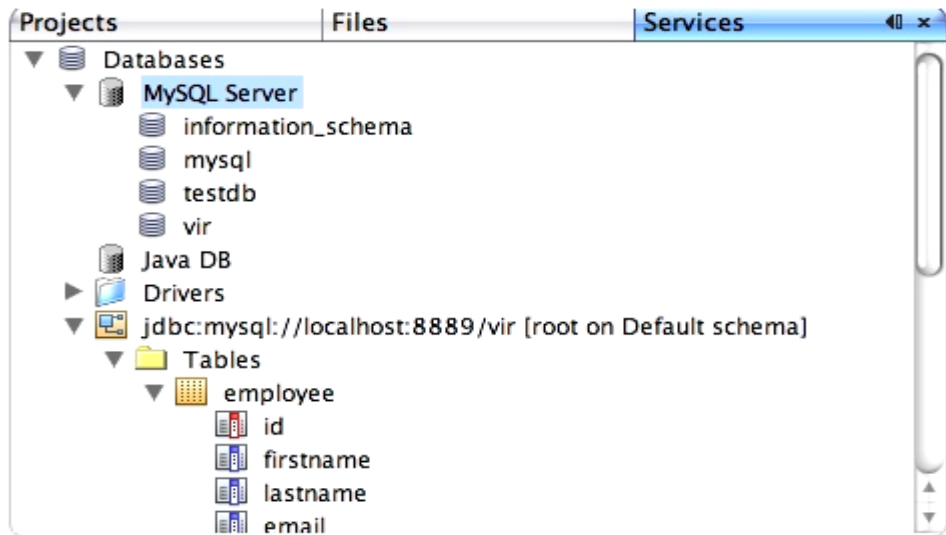 Projects Files Services
Databases
MySQL Server
information_schema
mysql
testdb
vir
Java DB
Drivers
jdbc:mysql://localhost:8889/vir [root on Default schema]
Tables
employee
id
firstname
lastname
email